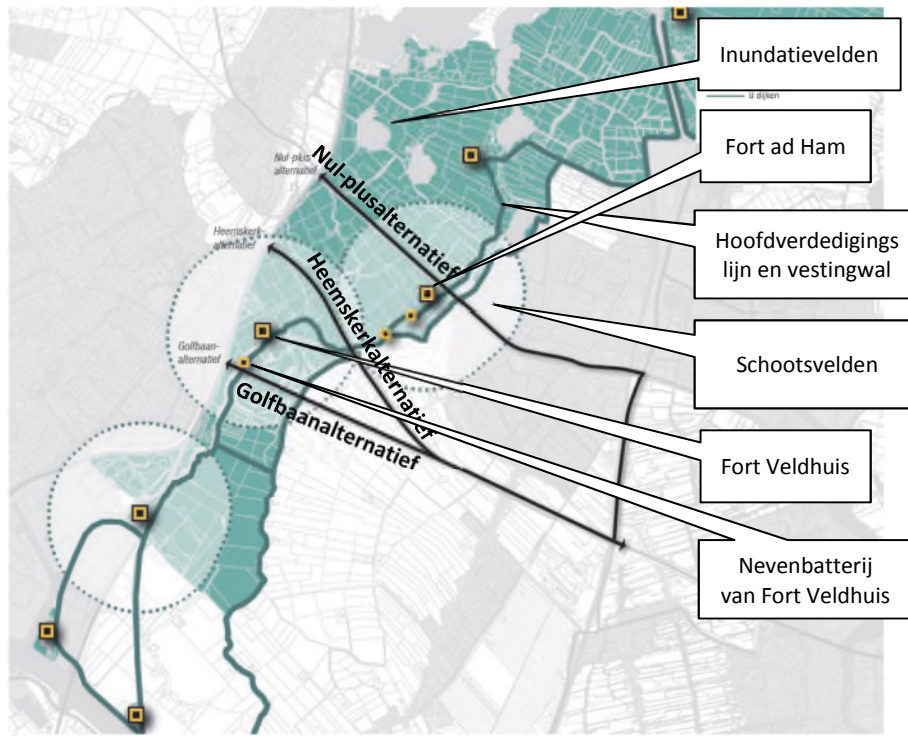 Inundatievelden
IJ dijken
Fort ad Ham
Nul-plus
alternatief
Nul-plusalternatief
Heemskerk-
alternatief
Heemskerkalternatief
Hoofdverdedigings
lijn en vestingwal
Schootsvelden
Golfbaan-
alternatief
Golfbaanalternatief
Fort Veldhuis
Nevenbatterij
van Fort Veldhuis